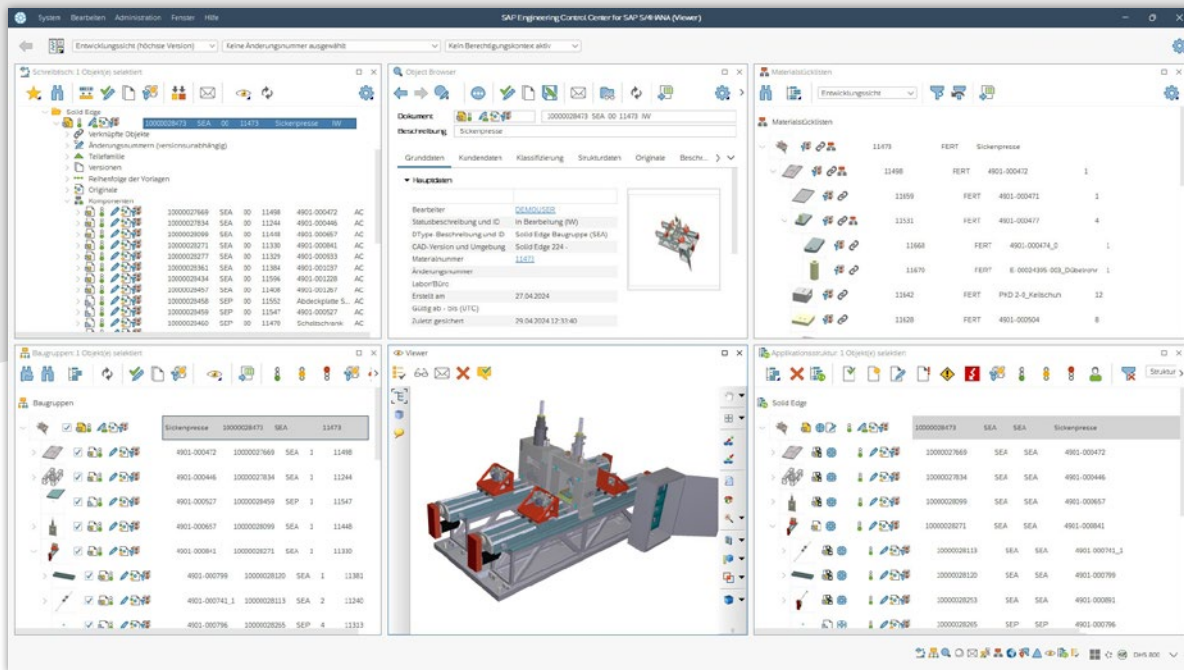 System Bearbeiten Administration Fenster Hilfe
SAP Engineering Control Center for SAP S/4HANA (Viewer)
Entwicklungssicht (höchste Version) Keine Änderungsnummer ausgewählt Kein Berechtigungskontext aktiv
Schreibtisch: 1 Objekt(e) selektiert
Solid Edge
10000028473 SEA 00 11473 Sickenpresse IW
Verknüpfte Objekte
Änderungsnummern (versionsunabhängig)
Teilefamilie
Versionen
Reihenfolge der Vorlagen
Originale
Komponenten
10000027669 SEA 00 11498 4901-000472 AC
10000027834 SEA 00 11244 4901-000446 AC
10000028099 SEA 00 11448 4901-000657 AC
10000028271 SEA 00 11330 4901-000841 AC
10000028277 SEA 00 11329 4901-000933 AC
10000028361 SEA 00 11384 4901-001037 AC
10000028434 SEA 00 11596 4901-001228 AC
10000028457 SEA 00 11408 4901-001267 AC
10000028458 SEP 00 11552 Abdeckplatte S... AC
10000028459 SEP 00 11547 4901-000527 AC
10000028460 SEP 00 11470 Schaltschrank AC
Object Browser
Dokument 10000028473 SEA 00 11473 IW
Beschreibung Sickenpresse
Grunddaten Kundendaten Klassifizierung Strukturdaten Originale Beschr...
Hauptdaten
Bearbeiter DEMOUSER
Statusbeschreibung und ID In Bearbeitung (IW)
DType-Beschreibung und ID Solid Edge Baugruppe (SEA)
CAD-Version und Umgebung Solid Edge 224 -
Materialnummer 11473
Änderungsnummer
Labor/Büro
Erstellt am 27.04.2024
Gültig ab - bis (UTC)
Zuletzt gesichert 29.04.2024 12:33:40
Materialstücklisten
Entwicklungssicht
Materialstücklisten
11473 FERT Sickenpresse
11498 FERT 4901-000472 1
11659 FERT 4901-000471 1
11531 FERT 4901-000477 4
11668 FERT 4901-000474_0 1
11670 FERT E-00024395-003_Dübelrohr 1
11642 FERT PKD 2-0_Keilschuh 12
11628 FERT 4901-000504 8
Baugruppen: 1 Objekt(e) selektiert
Baugruppen
Sickenpresse 10000028473 SEA 11473
4901-000472 10000027669 SEA 1 11498
4901-000446 10000027834 SEA 1 11244
4901-000527 10000028459 SEP 1 11547
4901-000657 10000028099 SEA 1 11448
4901-000841 10000028271 SEA 1 11330
4901-000799 10000028120 SEA 1 11381
4901-000741_1 10000028113 SEA 2 11240
4901-000796 10000028265 SEP 4 11313
Viewer
Applikationsstruktur: 1 Objekt(e) selektiert
Struktur
Solid Edge
10000028473 SEA SEA Sickenpresse
10000027669 SEA SEA 4901-000472
10000027834 SEA SEA 4901-000446
10000028099 SEA SEA 4901-000657
10000028271 SEA SEA 4901-000841
10000028113 SEA SEA 4901-000741_1
10000028120 SEA SEA 4901-000799
10000028253 SEA SEA 4901-000891
10000028265 SEP SEP 4901-000796
DHS 800